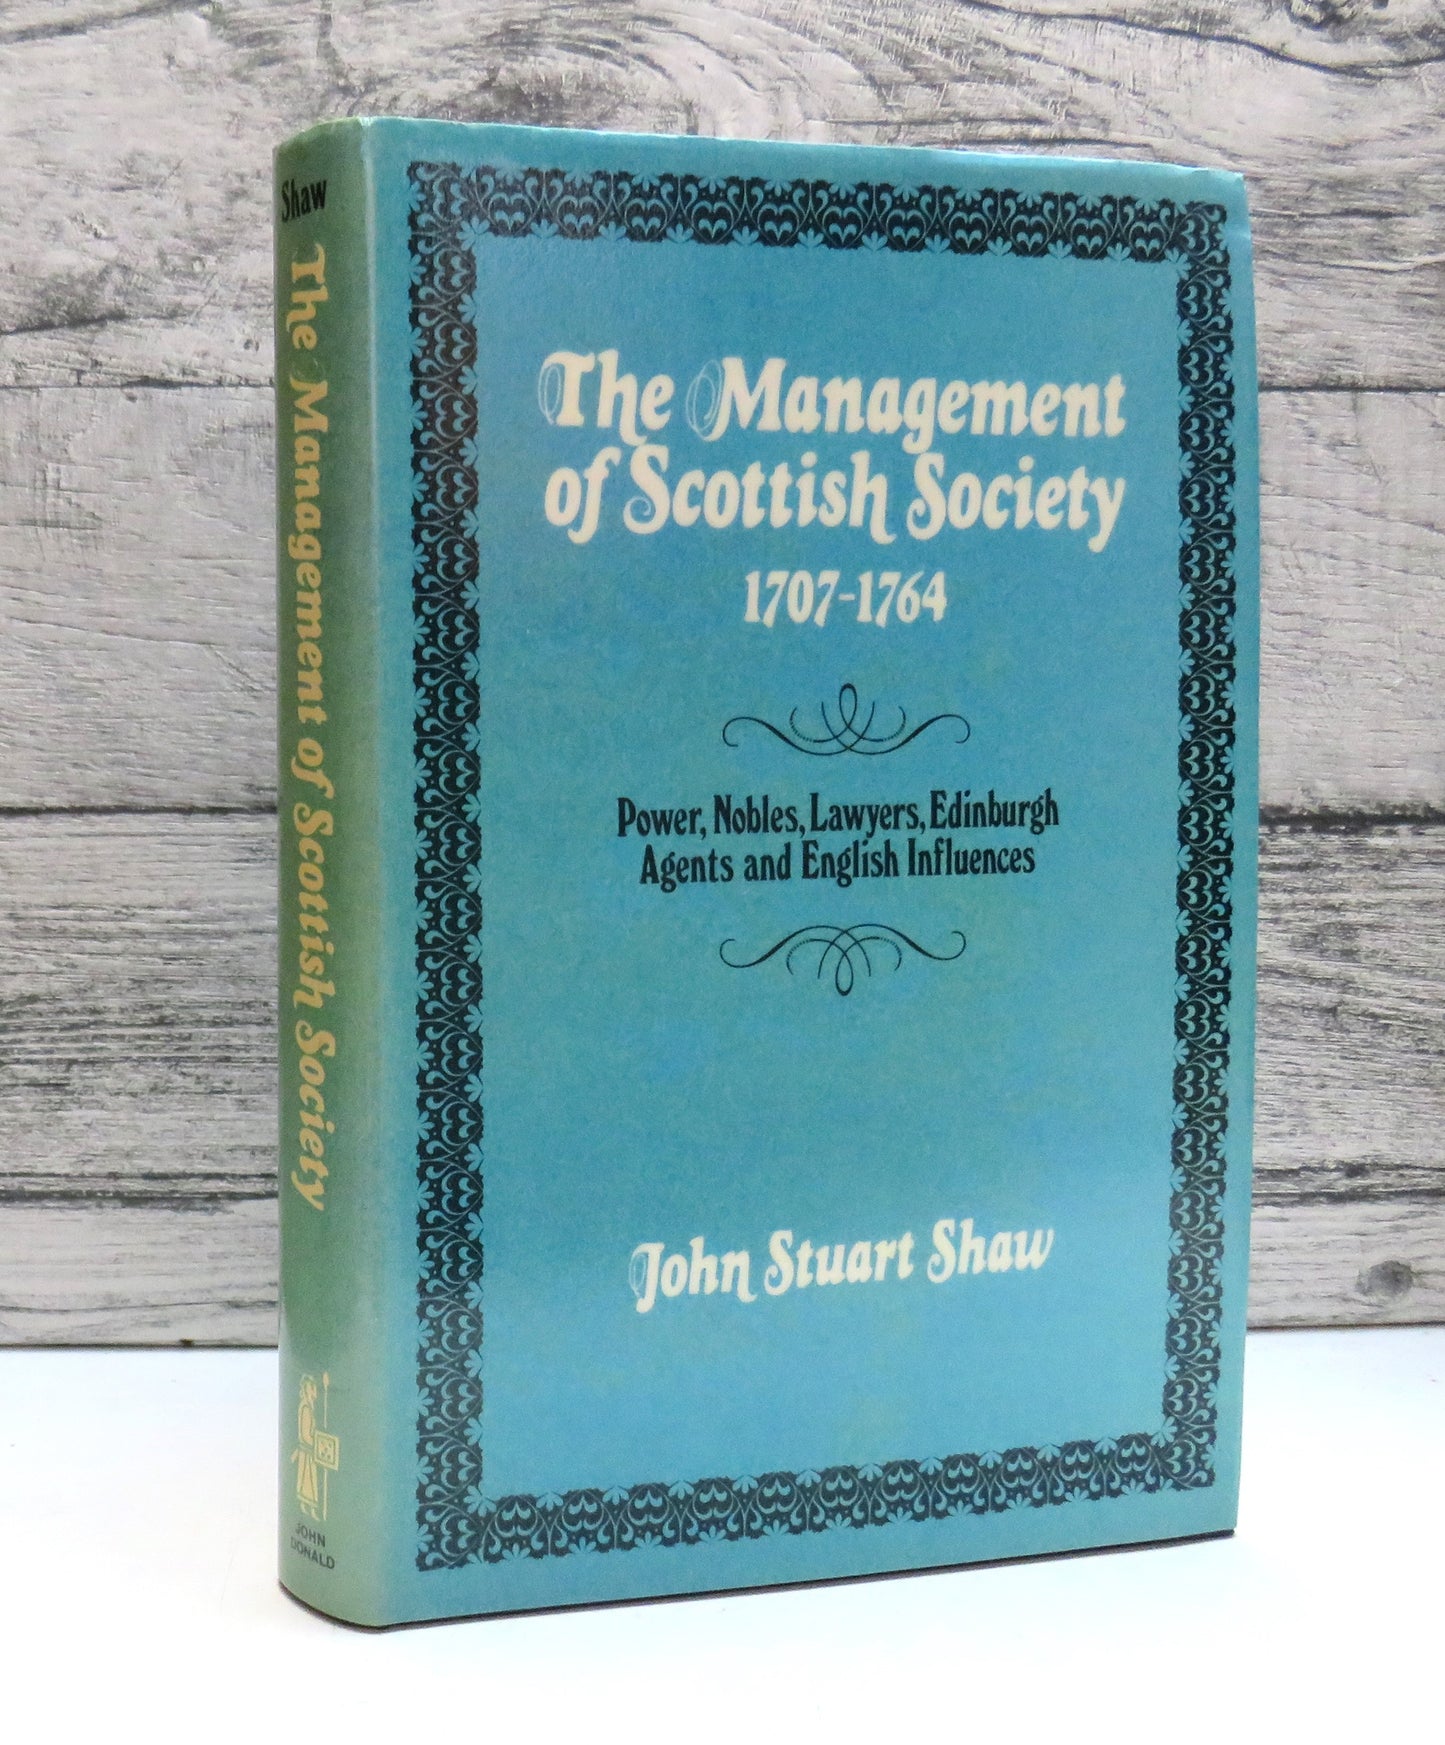 Shaw
The Management of Scottish Society
JOHN
DONALD
The Management
of Scottish Society
1707-1764
Power, Nobles, Lawyers, Edinburgh
Agents and English Influences
John Stuart Shaw